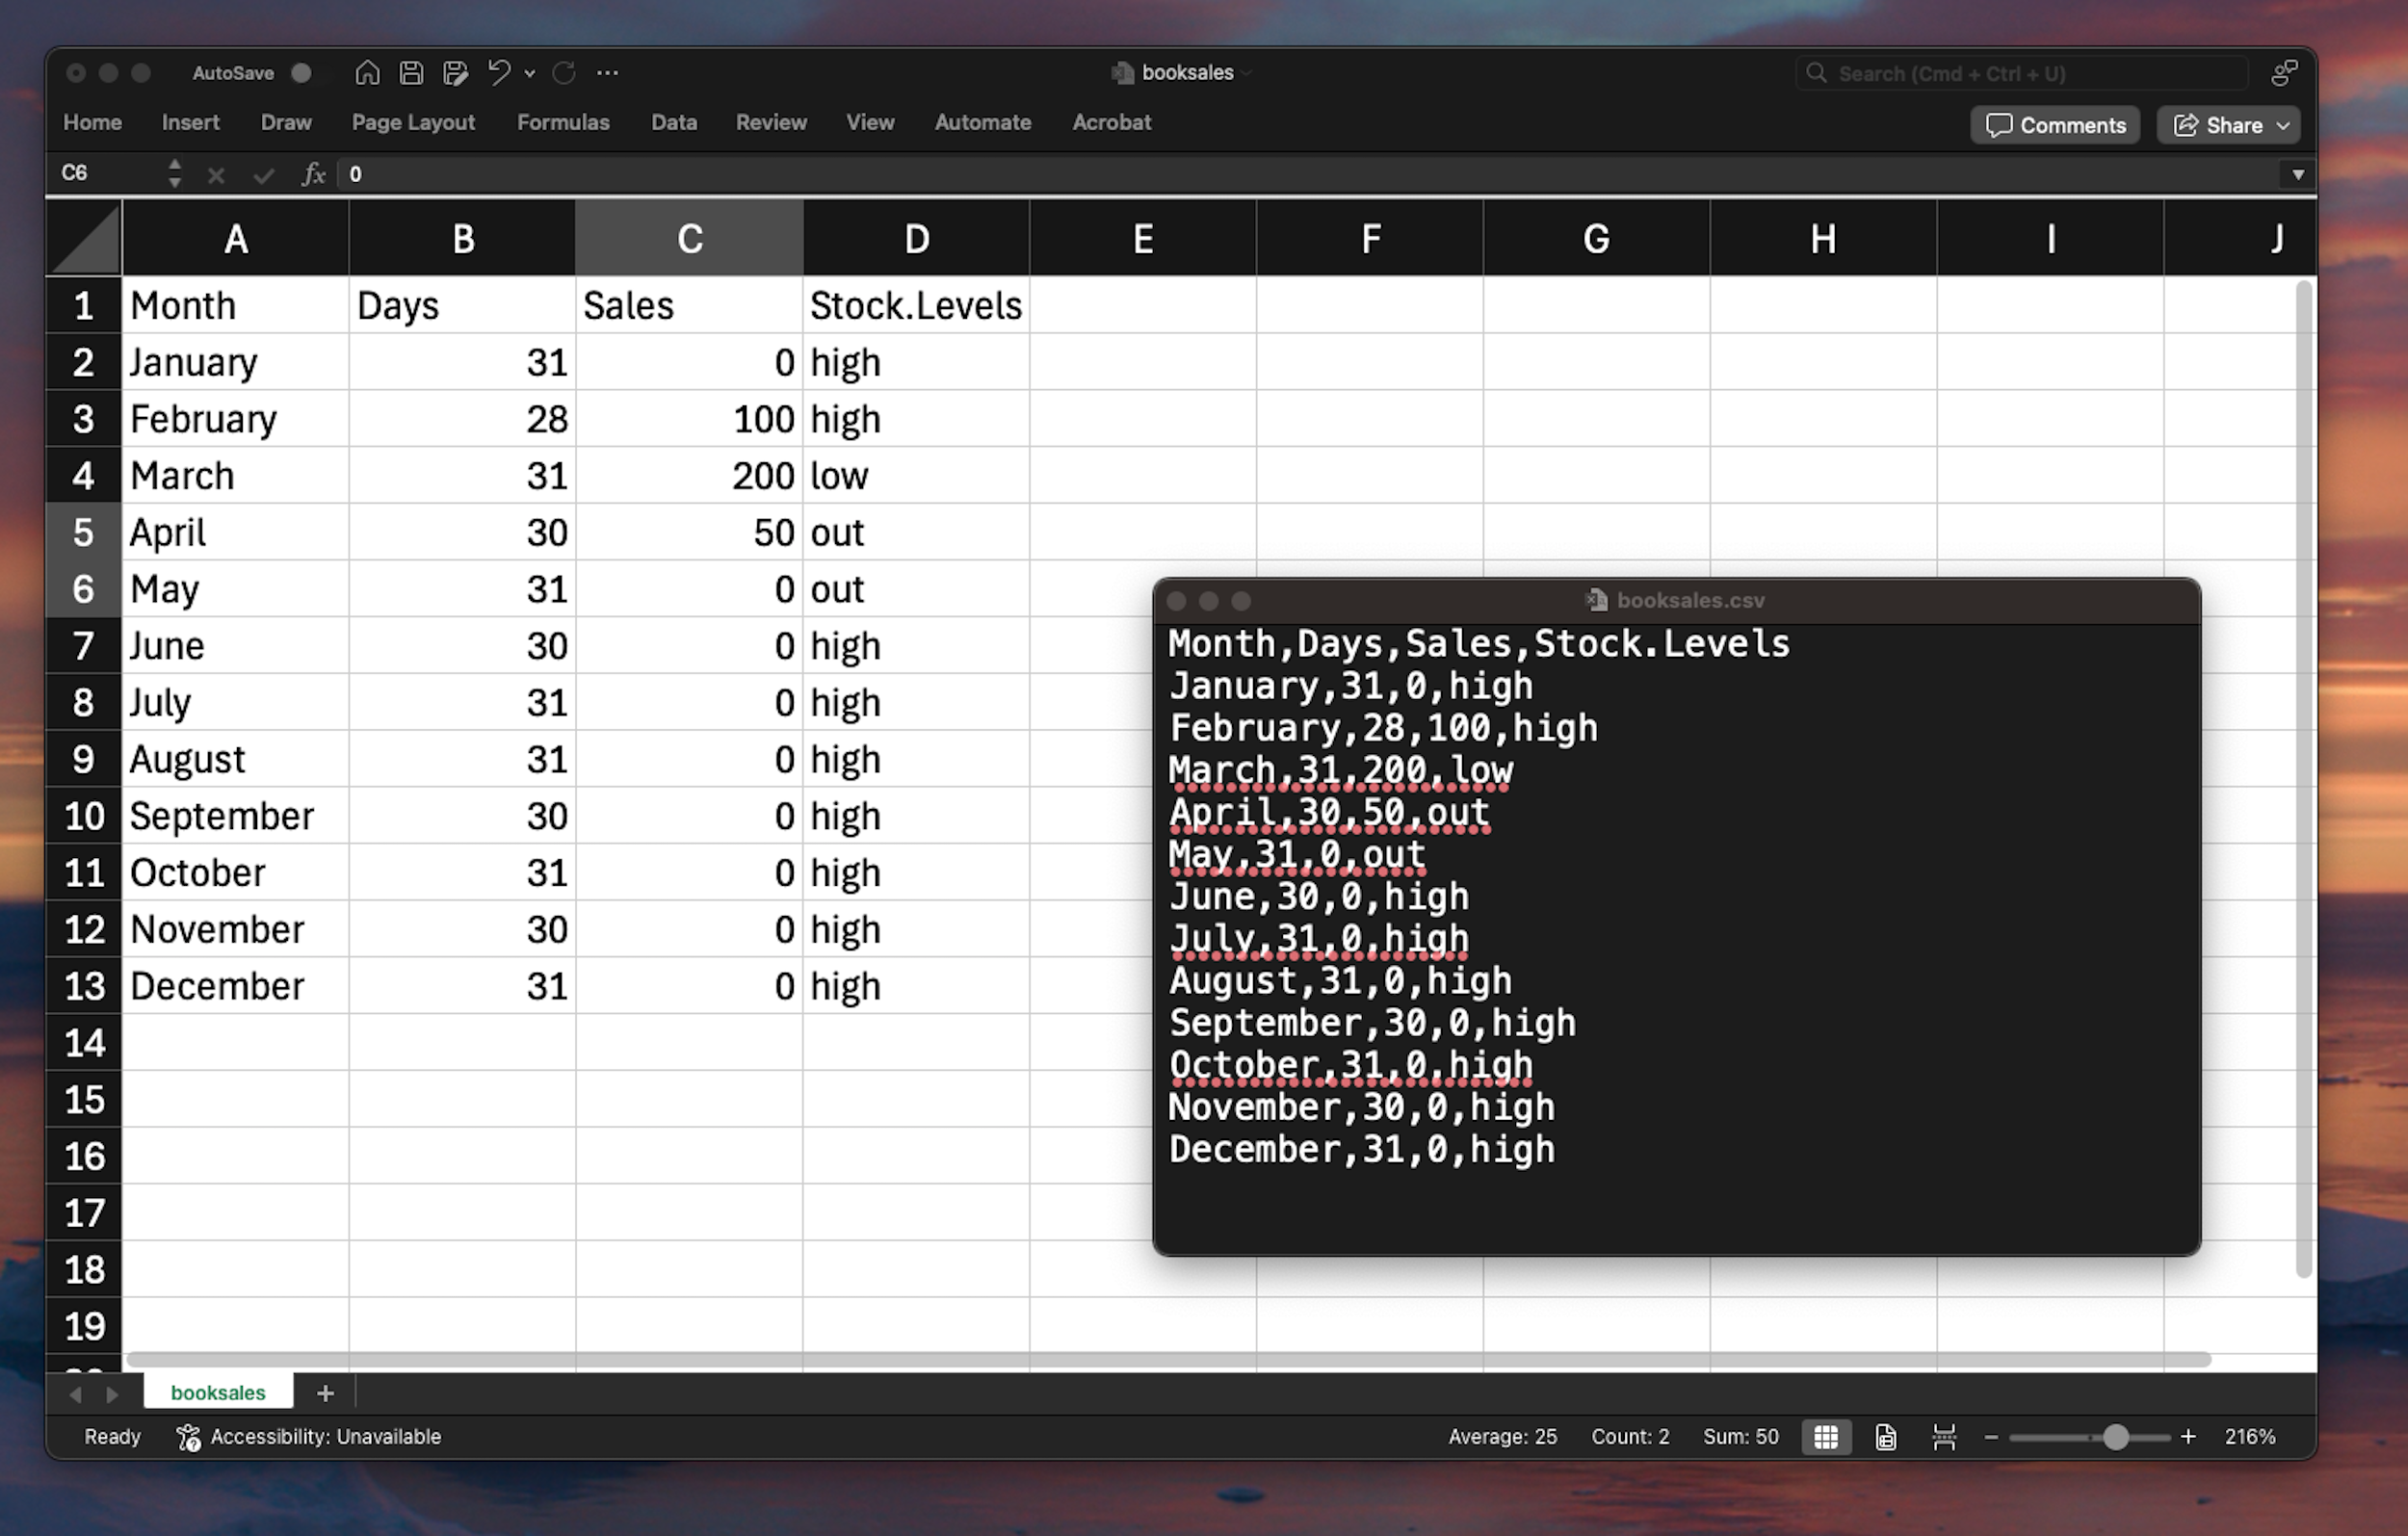 AutoSave booksales Search (Cmd + Ctrl + U)
Home Insert Draw Page Layout Formulas Data Review View Automate Acrobat Comments Share
C6 fx 0
A B C D E F G H I J
1 Month Days Sales Stock.Levels
2 January 31 0 high
3 February 28 100 high
4 March 31 200 low
5 April 30 50 out
6 May 31 0 out
7 June 30 0 high
8 July 31 0 high
9 August 31 0 high
10 September 30 0 high
11 October 31 0 high
12 November 30 0 high
13 December 31 0 high
14
15
16
17
18
19
booksales.csv
Month,Days,Sales,Stock.Levels
January,31,0,high
February,28,100,high
March,31,200,low
April,30,50,out
May,31,0,out
June,30,0,high
July,31,0,high
August,31,0,high
September,30,0,high
October,31,0,high
November,30,0,high
December,31,0,high
booksales +
Ready Accessibility: Unavailable Average: 25 Count: 2 Sum: 50 − + 216%